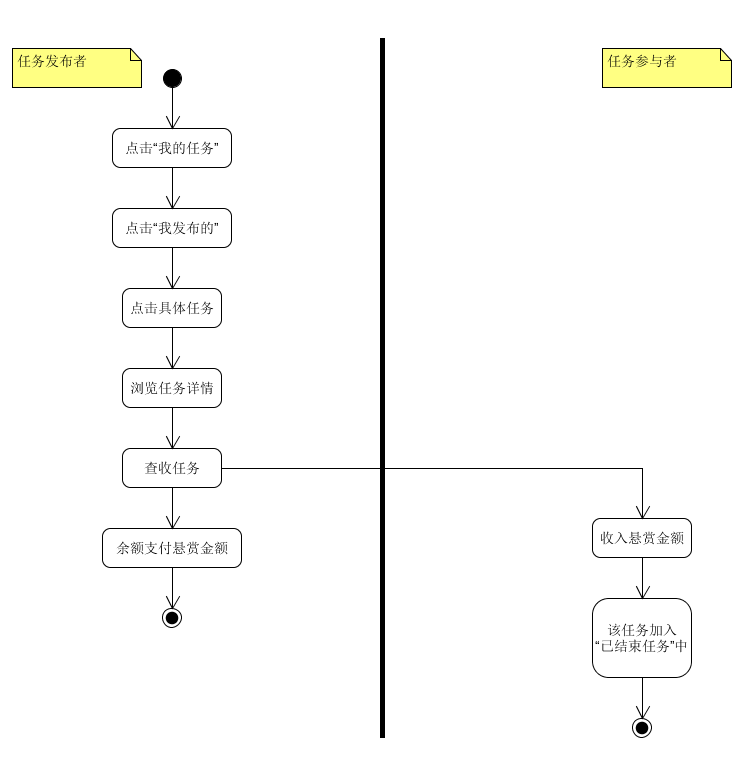 任务发布者
任务参与者
点击“我的任务”
点击“我发布的”
点击具体任务
浏览任务详情
查收任务
余额支付悬赏金额
收入悬赏金额
该任务加入
“已结束任务”中